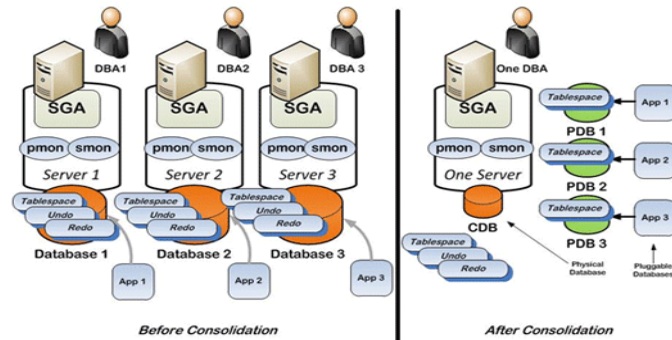 DBA1
DBA2
DBA 3
SGA
SGA
SGA
pmon
smon
pmon
smon
pmon
smon
Server 1
Server 2
Server 3
Tablespace
Undo
Redo
Tablespace
Undo
Redo
Tablespace
Undo
Redo
Database 1
Database 2
Database 3
App 1
App 2
App 3
Before Consolidation
One DBA
SGA
pmon
smon
One Server
CDB
Tablespace
Undo
Redo
Tablespace
PDB 1
App 1
Tablespace
PDB 2
App 2
Tablespace
PDB 3
App 3
Physical
Database
Pluggable
Databases
After Consolidation